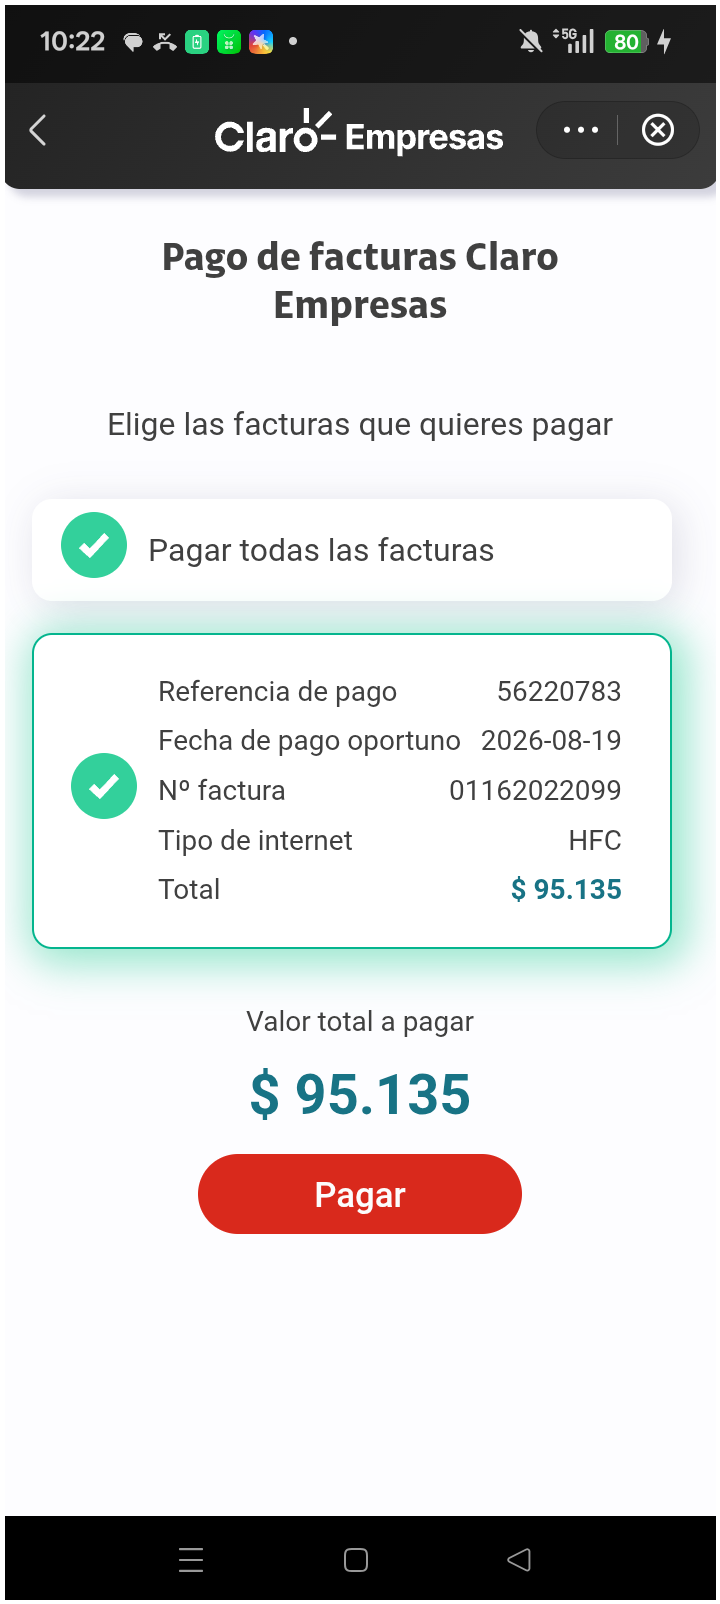 10:22 5G 80
Claro Empresas
Pago de facturas Claro
Empresas
Elige las facturas que quieres pagar
Pagar todas las facturas
Referencia de pago 56220783
Fecha de pago oportuno 2026-08-19
Nº factura 01162022099
Tipo de internet HFC
Total $ 95.135
Valor total a pagar
$ 95.135
Pagar